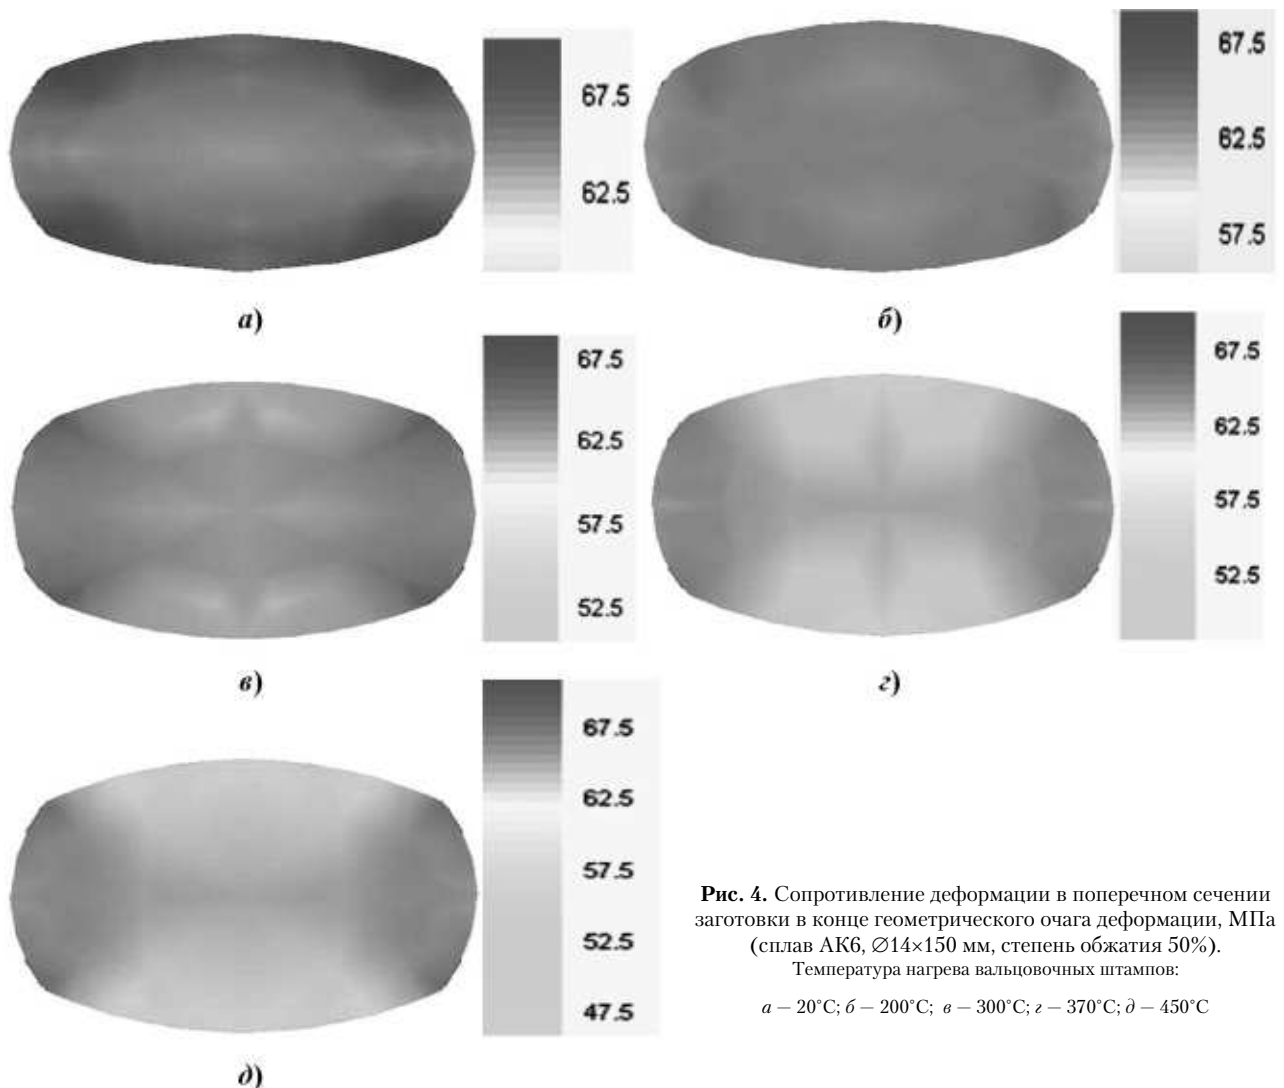 67.5
62.5
а)
67.5
62.5
57.5
б)
67.5
62.5
57.5
52.5
в)
67.5
62.5
57.5
52.5
г)
67.5
62.5
57.5
52.5
47.5
д)
Рис. 4. Сопротивление деформации в поперечном сечении
заготовки в конце геометрического очага деформации, МПа
(сплав АК6, ∅14×150 мм, степень обжатия 50%).
Температура нагрева вальцовочных штампов:
а – 20˚С; б – 200˚С; в – 300˚С; г – 370˚С; д – 450˚С